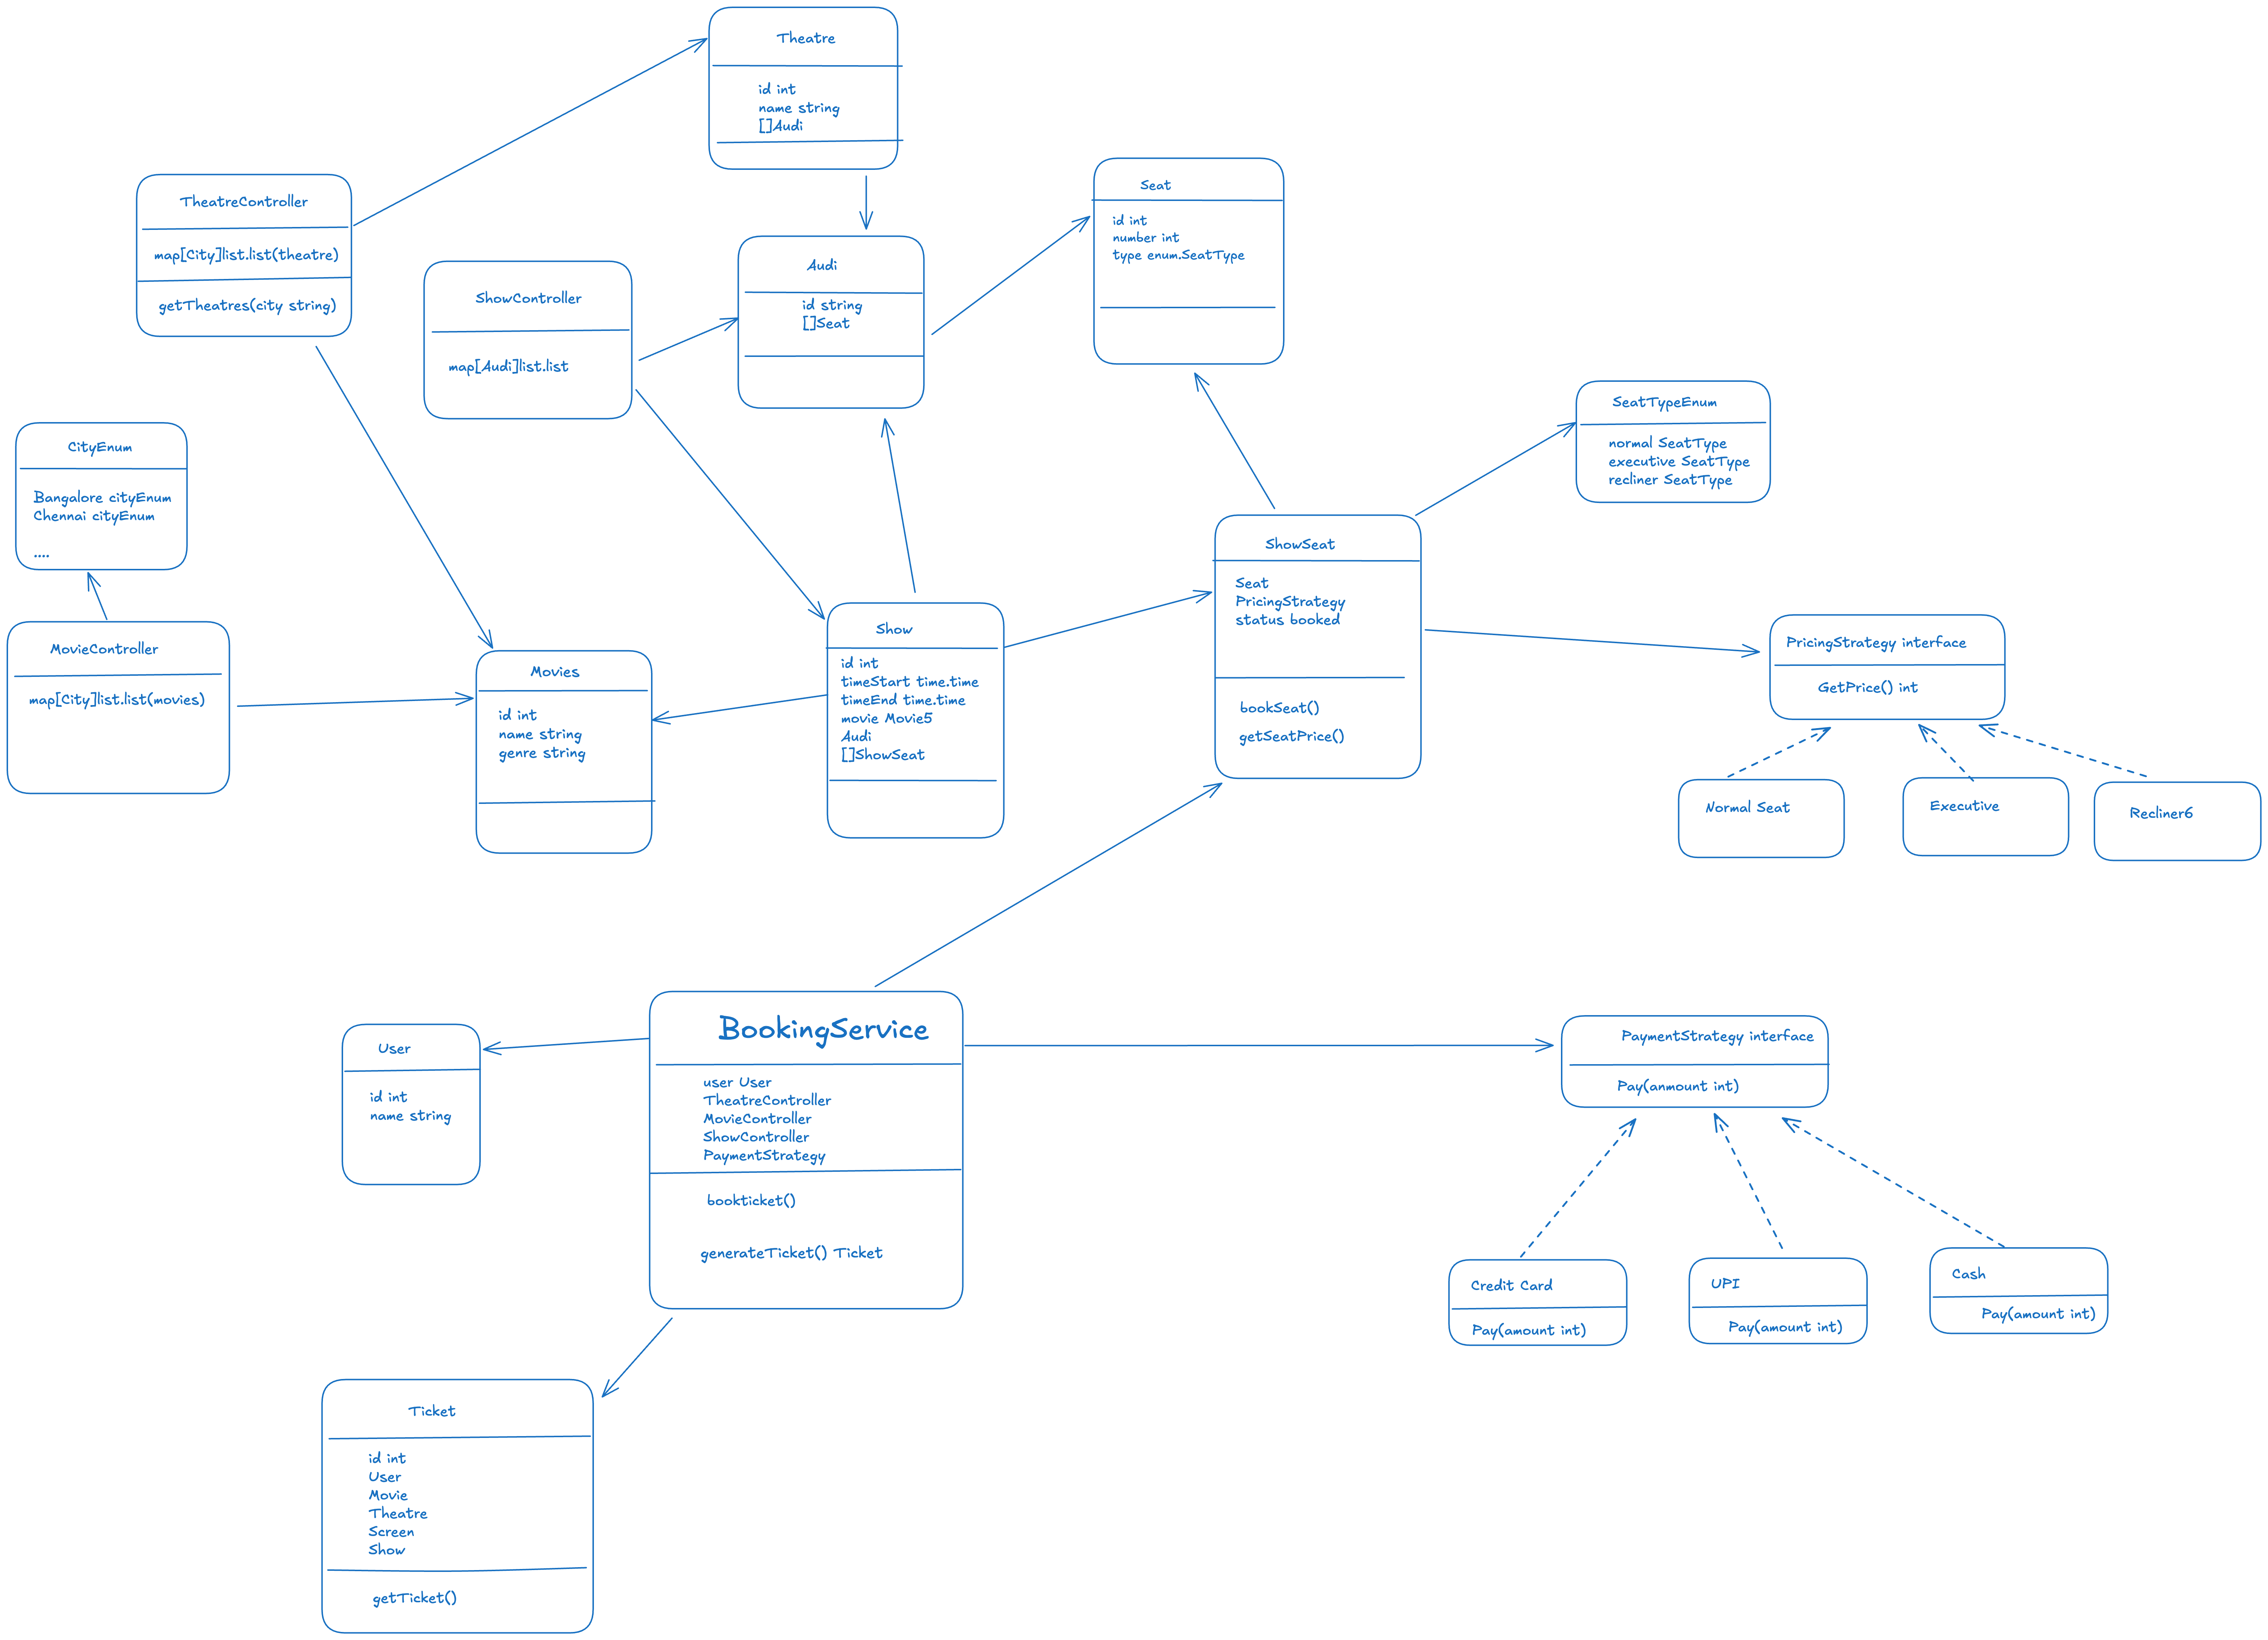 Theatre
id int
name string
[]Audi
TheatreController
map[City]list.list(theatre)
getTheatres(city string)
Seat
id int
number int
type enum.SeatType
ShowController
map[Audi]list.list
Audi
id string
[]Seat
SeatTypeEnum
normal SeatType
executive SeatType
recliner SeatType
CityEnum
Bangalore cityEnum
Chennai cityEnum
....
MovieController
map[City]list.list(movies)
Movies
id int
name string
genre string
Show
id int
timeStart time.time
timeEnd time.time
movie Movie5
Audi
[]ShowSeat
ShowSeat
Seat
PricingStrategy
status booked
bookSeat()
getSeatPrice()
PricingStrategy interface
GetPrice() int
Normal Seat
Executive
Recliner6
BookingService
user User
TheatreController
MovieController
ShowController
PaymentStrategy
bookticket()
generateTicket() Ticket
User
id int
name string
PaymentStrategy interface
Pay(anmount int)
Credit Card
Pay(amount int)
UPI
Pay(amount int)
Cash
Pay(amount int)
Ticket
id int
User
Movie
Theatre
Screen
Show
getTicket()